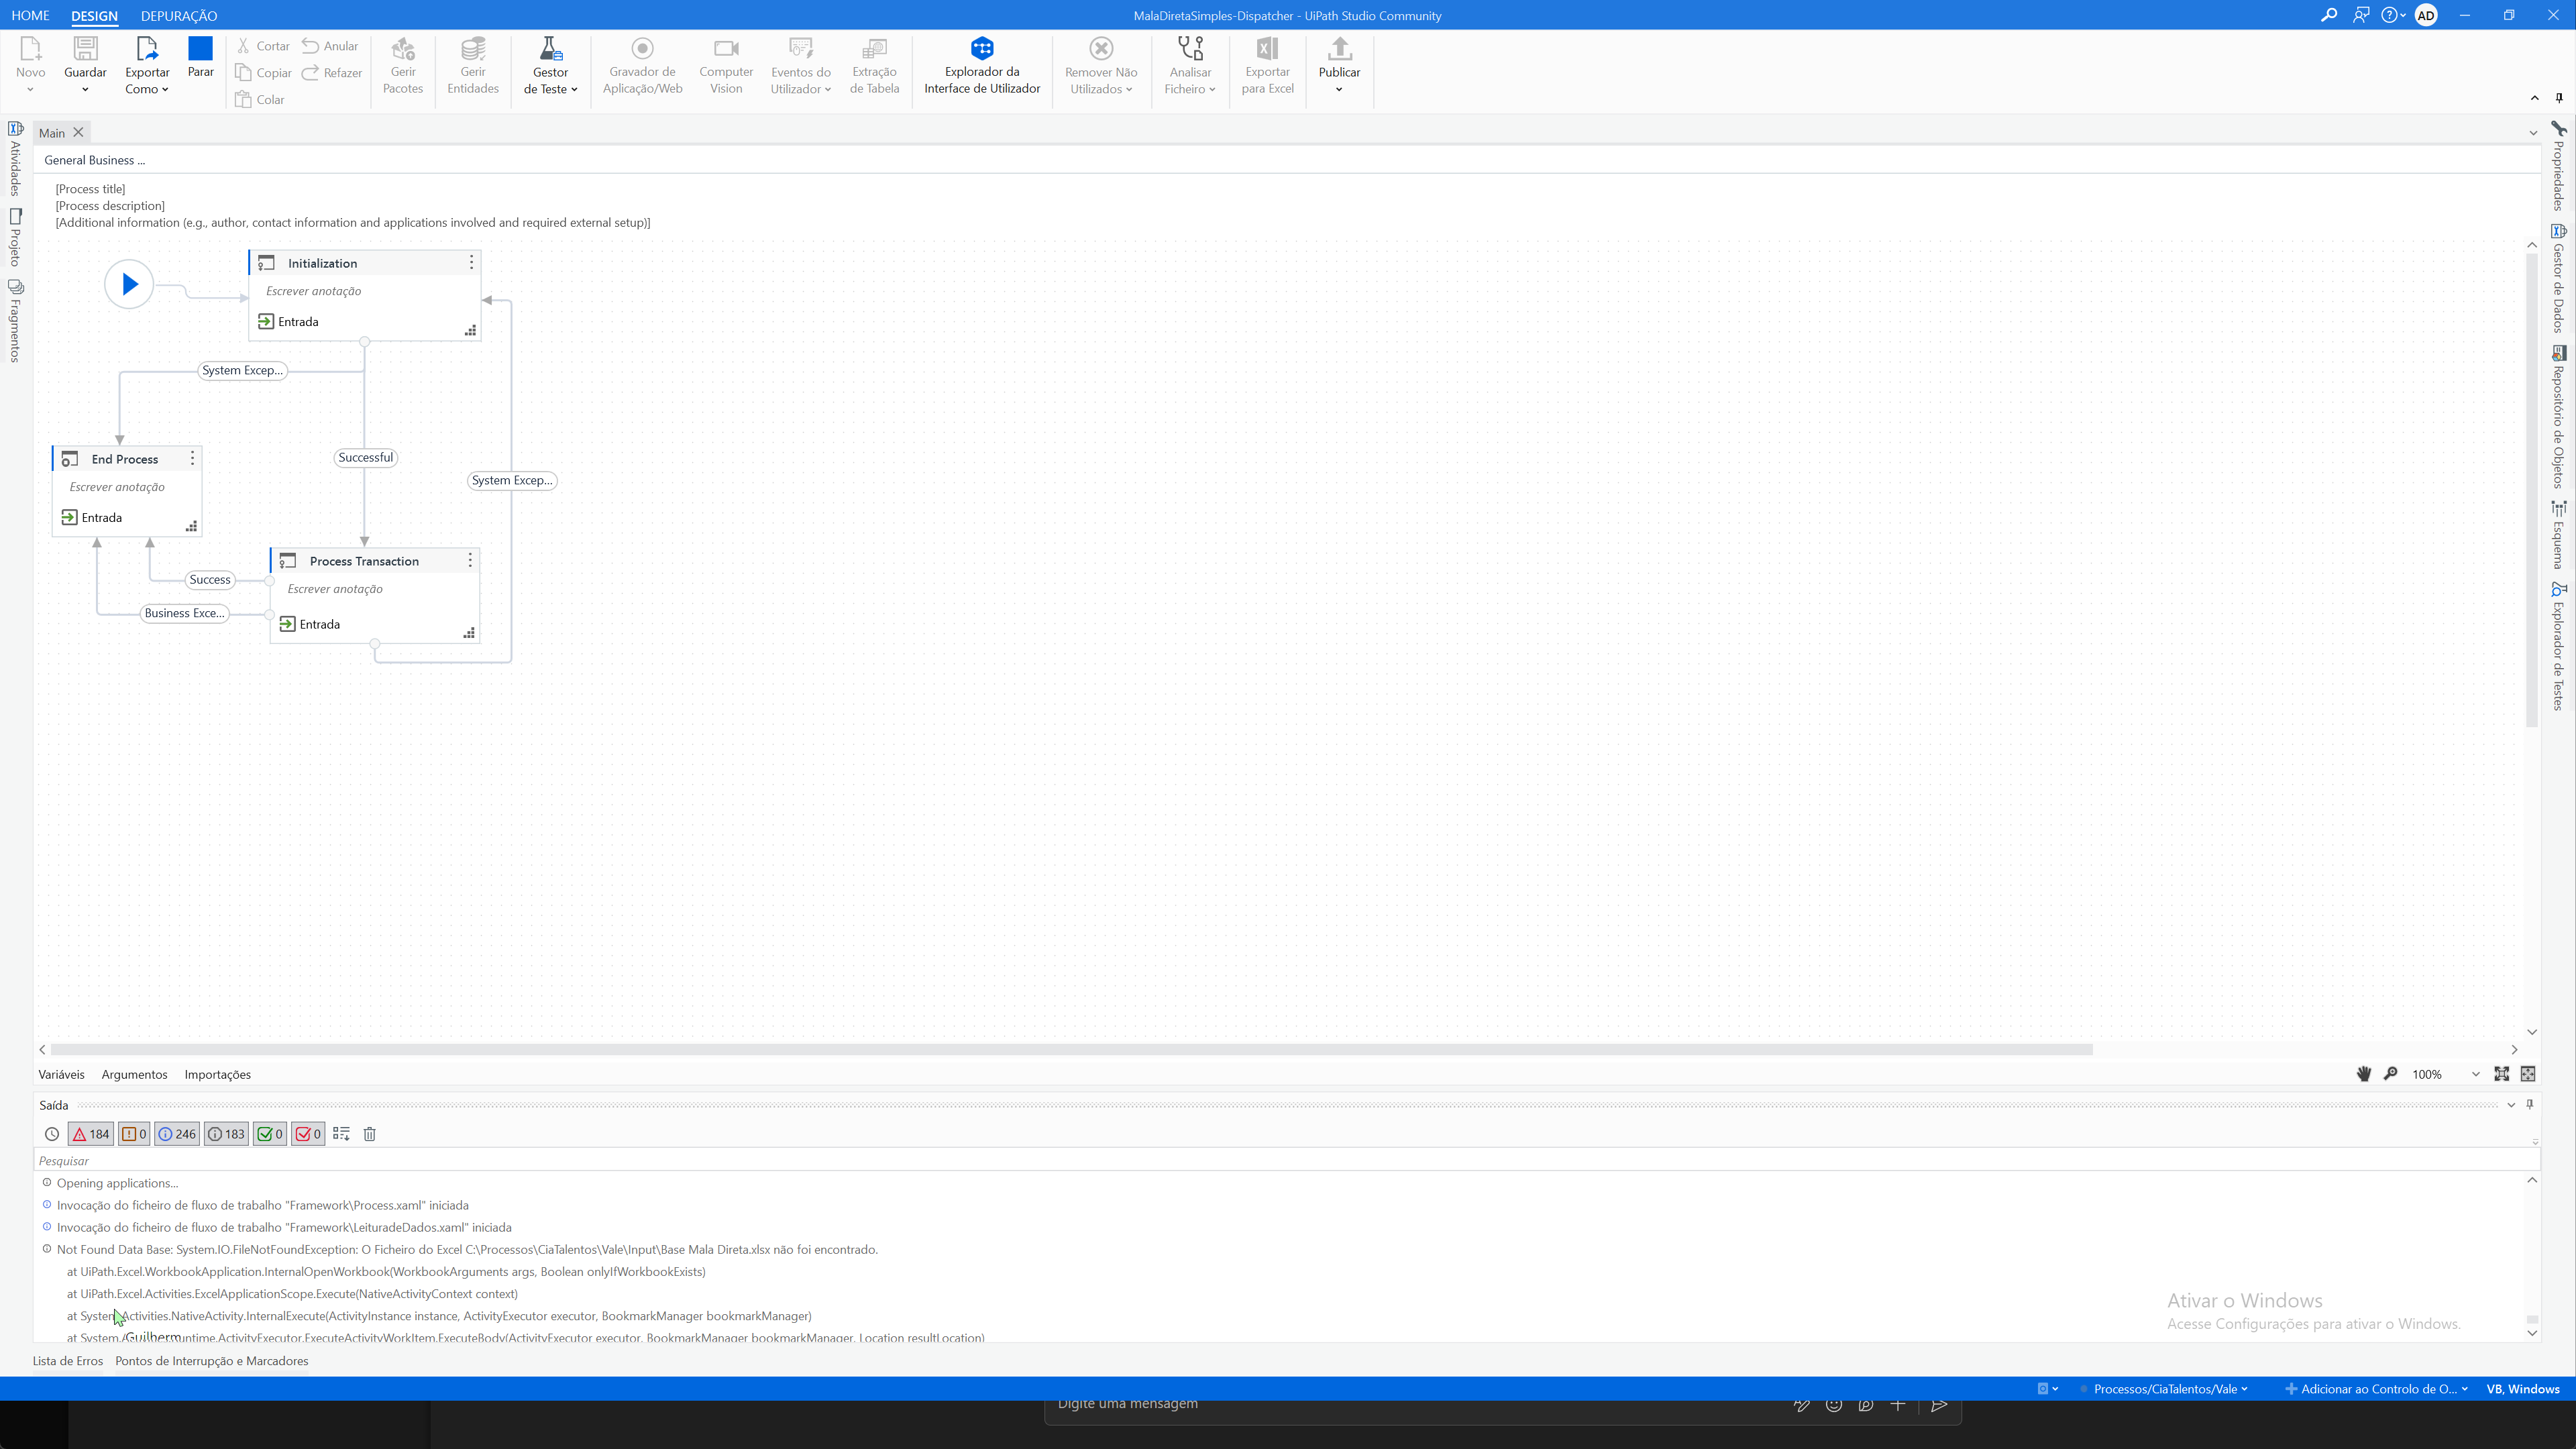 HOME DESIGN DEPURAÇÃO MalaDiretaSimples-Dispatcher - UiPath Studio Community AD
Novo
Guardar
Exportar
Como
Parar
Cortar
Copiar
Colar
Anular
Refazer
Gerir
Pacotes
Gerir
Entidades
Gestor
de Teste
Gravador de
Aplicação/Web
Computer
Vision
Eventos do
Utilizador
Extração
de Tabela
Explorador da
Interface de Utilizador
Remover Não
Utilizados
Analisar
Ficheiro
Exportar
para Excel
Publicar
Atividades
Projeto
Fragmentos
Main
General Business ...
[Process title]
[Process description]
[Additional information (e.g., author, contact information and applications involved and required external setup)]
Initialization
Escrever anotação
Entrada
System Excep...
End Process
Escrever anotação
Entrada
Successful
System Excep...
Process Transaction
Escrever anotação
Entrada
Success
Business Exce...
Propriedades
Gestor de Dados
Repositório de Objetos
Esquema
Explorador de Testes
Variáveis Argumentos Importações 100%
Saída
184 0 246 183 0 0
Pesquisar
Opening applications...
Invocação do ficheiro de fluxo de trabalho "Framework\Process.xaml" iniciada
Invocação do ficheiro de fluxo de trabalho "Framework\LeituradeDados.xaml" iniciada
Not Found Data Base: System.IO.FileNotFoundException: O Ficheiro do Excel C:\Processos\CiaTalentos\Vale\Input\Base Mala Direta.xlsx não foi encontrado.
at UiPath.Excel.WorkbookApplication.InternalOpenWorkbook(WorkbookArguments args, Boolean onlyIfWorkbookExists)
at UiPath.Excel.Activities.ExcelApplicationScope.Execute(NativeActivityContext context)
at System.Activities.NativeActivity.InternalExecute(ActivityInstance instance, ActivityExecutor executor, BookmarkManager bookmarkManager)
at System./Guilhermuntime.ActivityExecutor.ExecuteActivityWorkItem.ExecuteBody(ActivityExecutor executor, BookmarkManager bookmarkManager, Location resultLocation)
Ativar o Windows
Acesse Configurações para ativar o Windows.
Lista de Erros Pontos de Interrupção e Marcadores
Processos/CiaTalentos/Vale Adicionar ao Controlo de O... VB, Windows
Digite uma mensagem